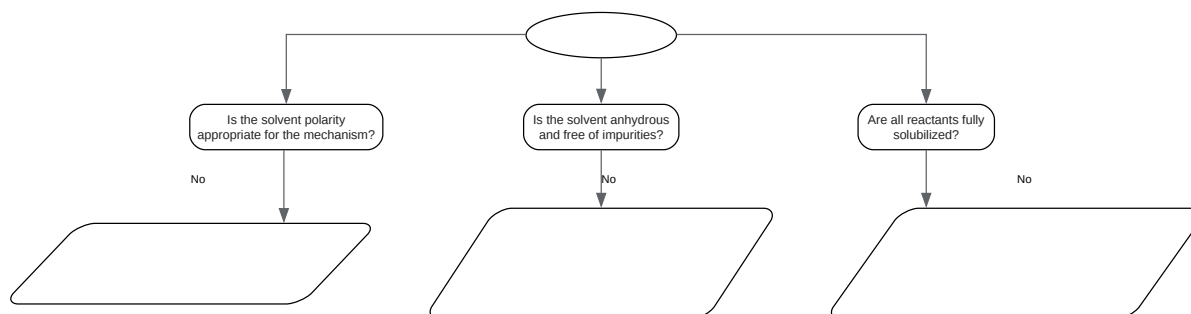 Is the solvent polarity
appropriate for the mechanism?
Is the solvent anhydrous
and free of impurities?
Are all reactants fully
solubilized?
No
No
No